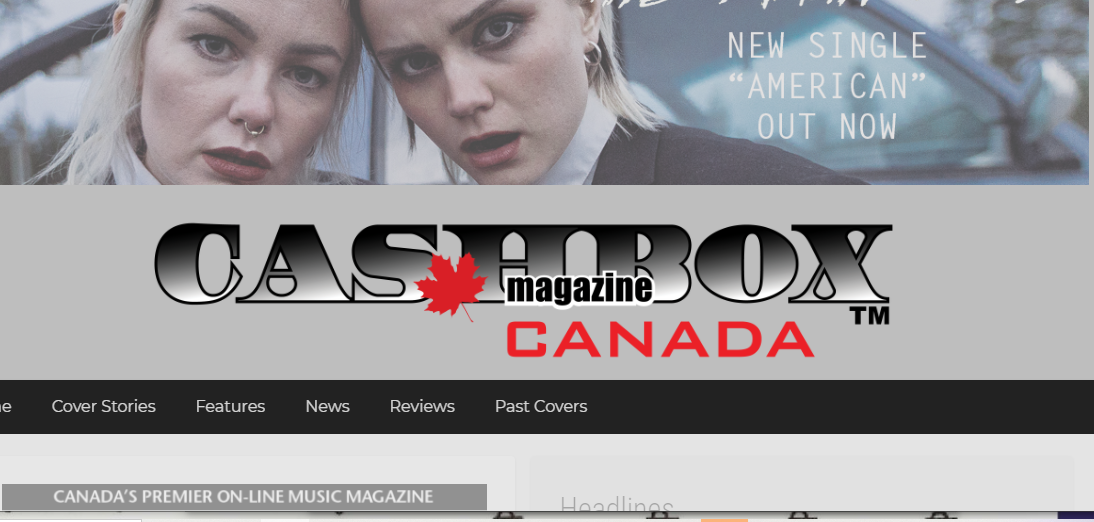 NEW SINGLE
“AMERICAN”
OUT NOW
CASHBOX
magazine
TM
CANADA
Cover Stories
Features
News
Reviews
Past Covers
CANADA'S PREMIER ON-LINE MUSIC MAGAZINE
Headlines